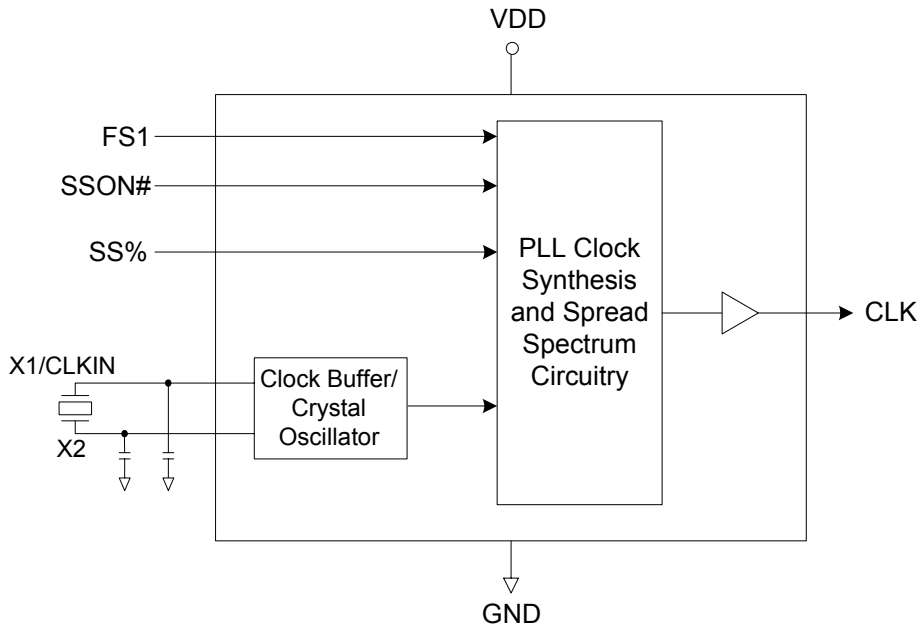 VDD
FS1
SSON#
SS%
PLL Clock
Synthesis
and Spread
Spectrum
Circuitry
CLK
X1/CLKIN
X2
Clock Buffer/
Crystal
Oscillator
GND